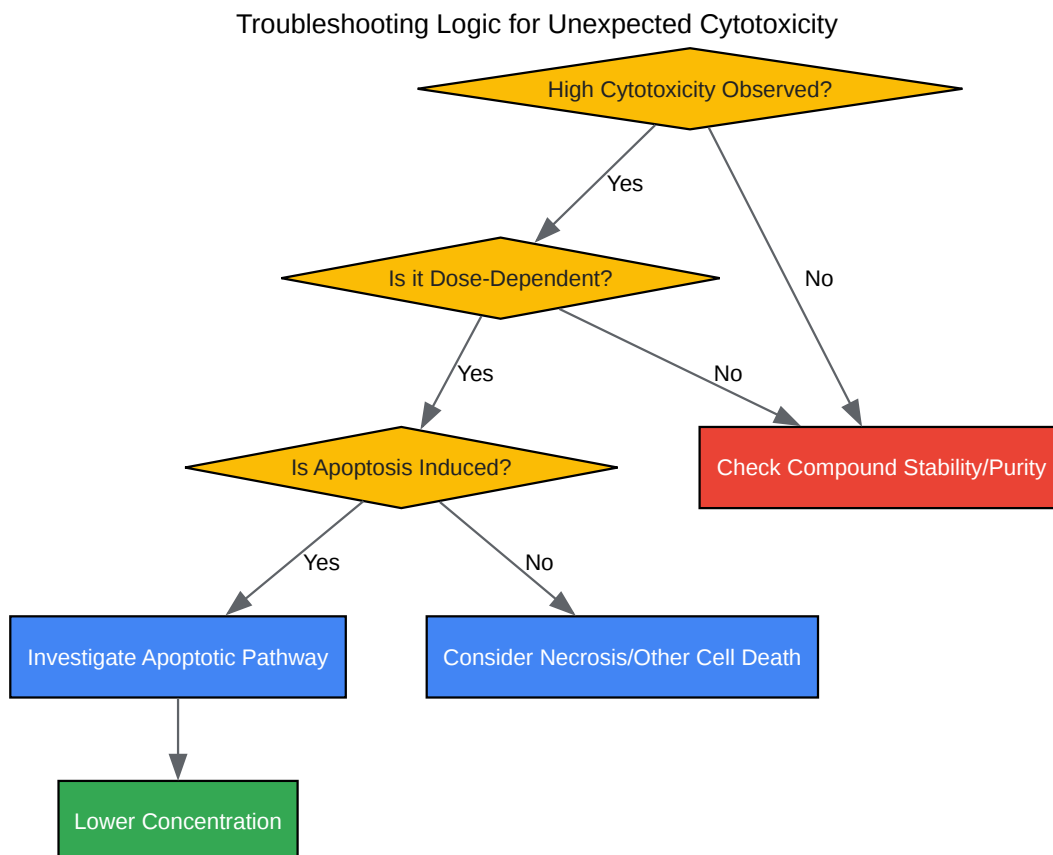 Troubleshooting Logic for Unexpected Cytotoxicity
High Cytotoxicity Observed?
Yes
No
Is it Dose-Dependent?
Yes
No
Is Apoptosis Induced?
Check Compound Stability/Purity
Yes
No
Investigate Apoptotic Pathway
Consider Necrosis/Other Cell Death
Lower Concentration